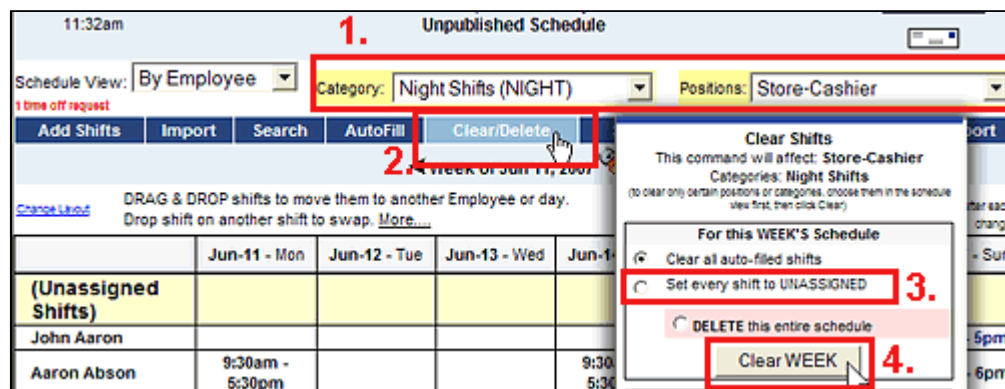 11:32am
1.
Unpublished Schedule
Schedule View: By Employee
Category: Night Shifts (NIGHT)
Positions: Store-Cashier
1 time off request
Add Shifts Import Search AutoFill Clear/Delete
2.
Week of Jun 11, 2007
Change Layout
DRAG & DROP shifts to move them to another Employee or day.
Drop shift on another shift to swap. More....
Jun-11 - Mon Jun-12 - Tue Jun-13 - Wed
(Unassigned
Shifts)
John Aaron
5pm
Aaron Abson
9:30am -
5:30pm
9:30
5:30
6pm
Clear Shifts
This command will affect: Store-Cashier
Categories: Night Shifts
(to clear only certain positions or categories, choose them in the schedule
view first, then click Clear)
For this WEEK'S Schedule
Clear all auto-filled shifts
Set every shift to UNASSIGNED
3.
DELETE this entire schedule
Clear WEEK
4.